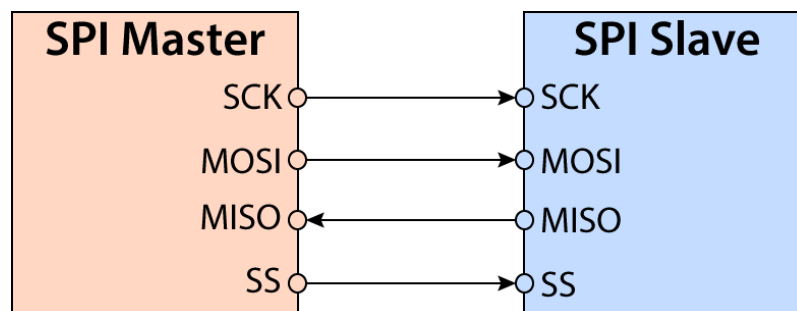 SPI Master
SCK
MOSI
MISO
SS
SPI Slave
SCK
MOSI
MISO
SS